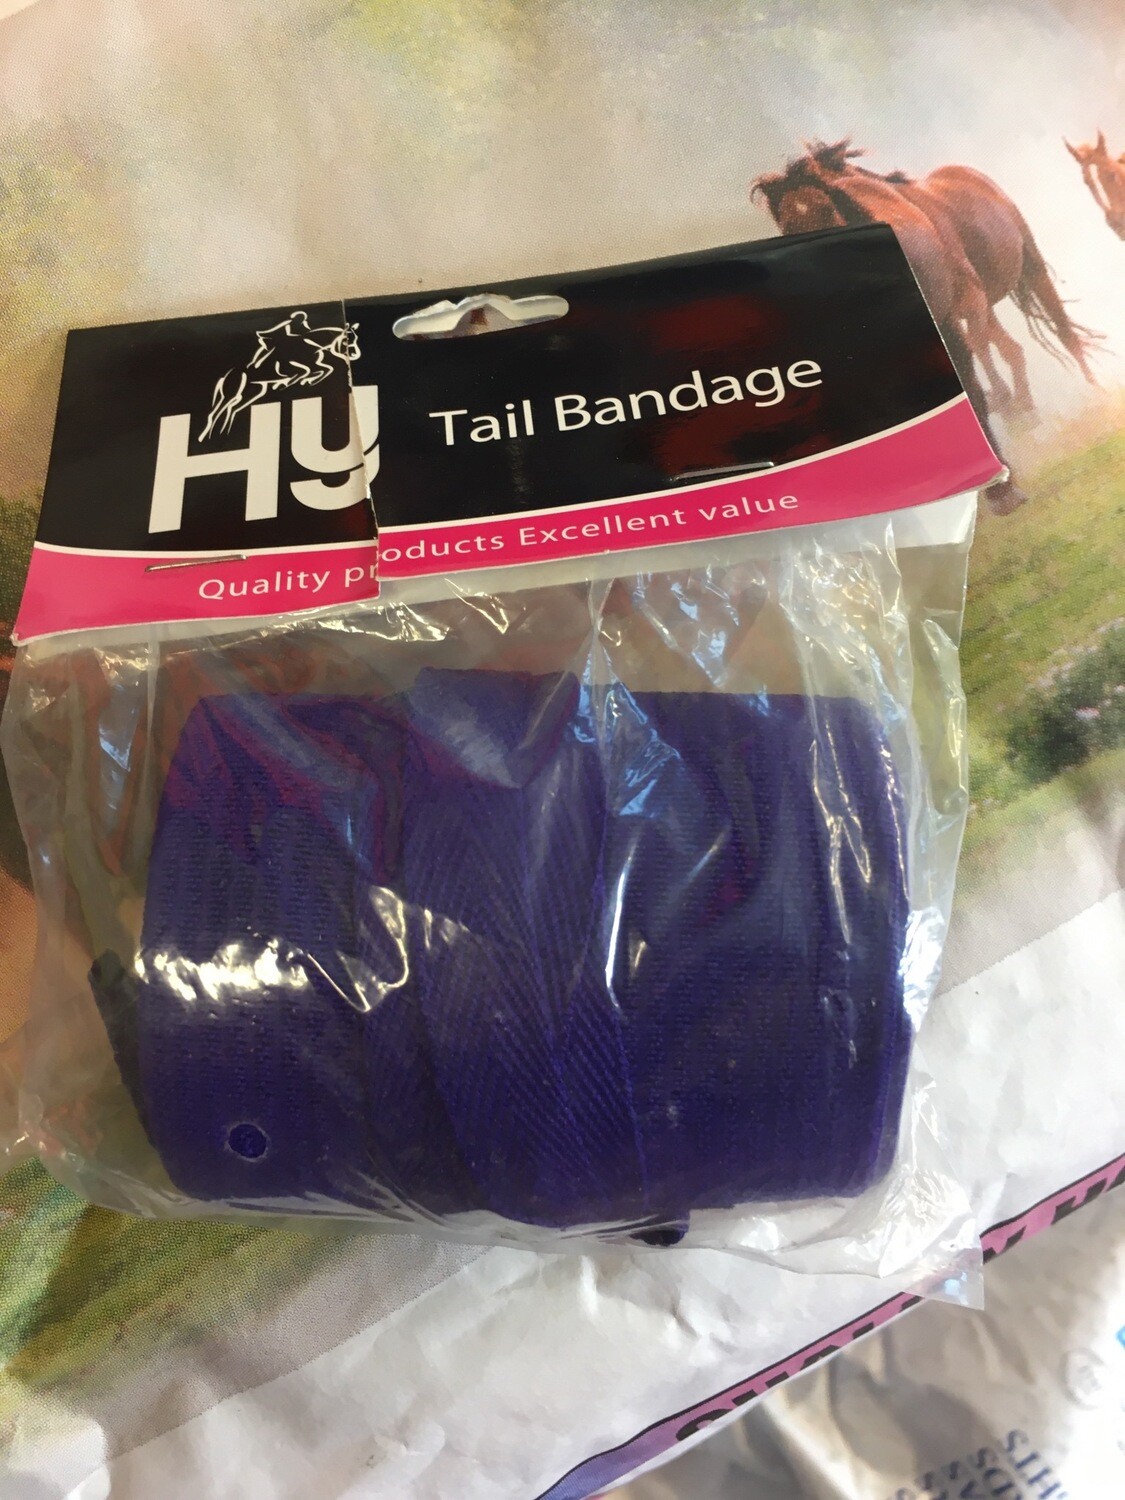 Hy
Tail Bandage
Quality pr oducts Excellent value